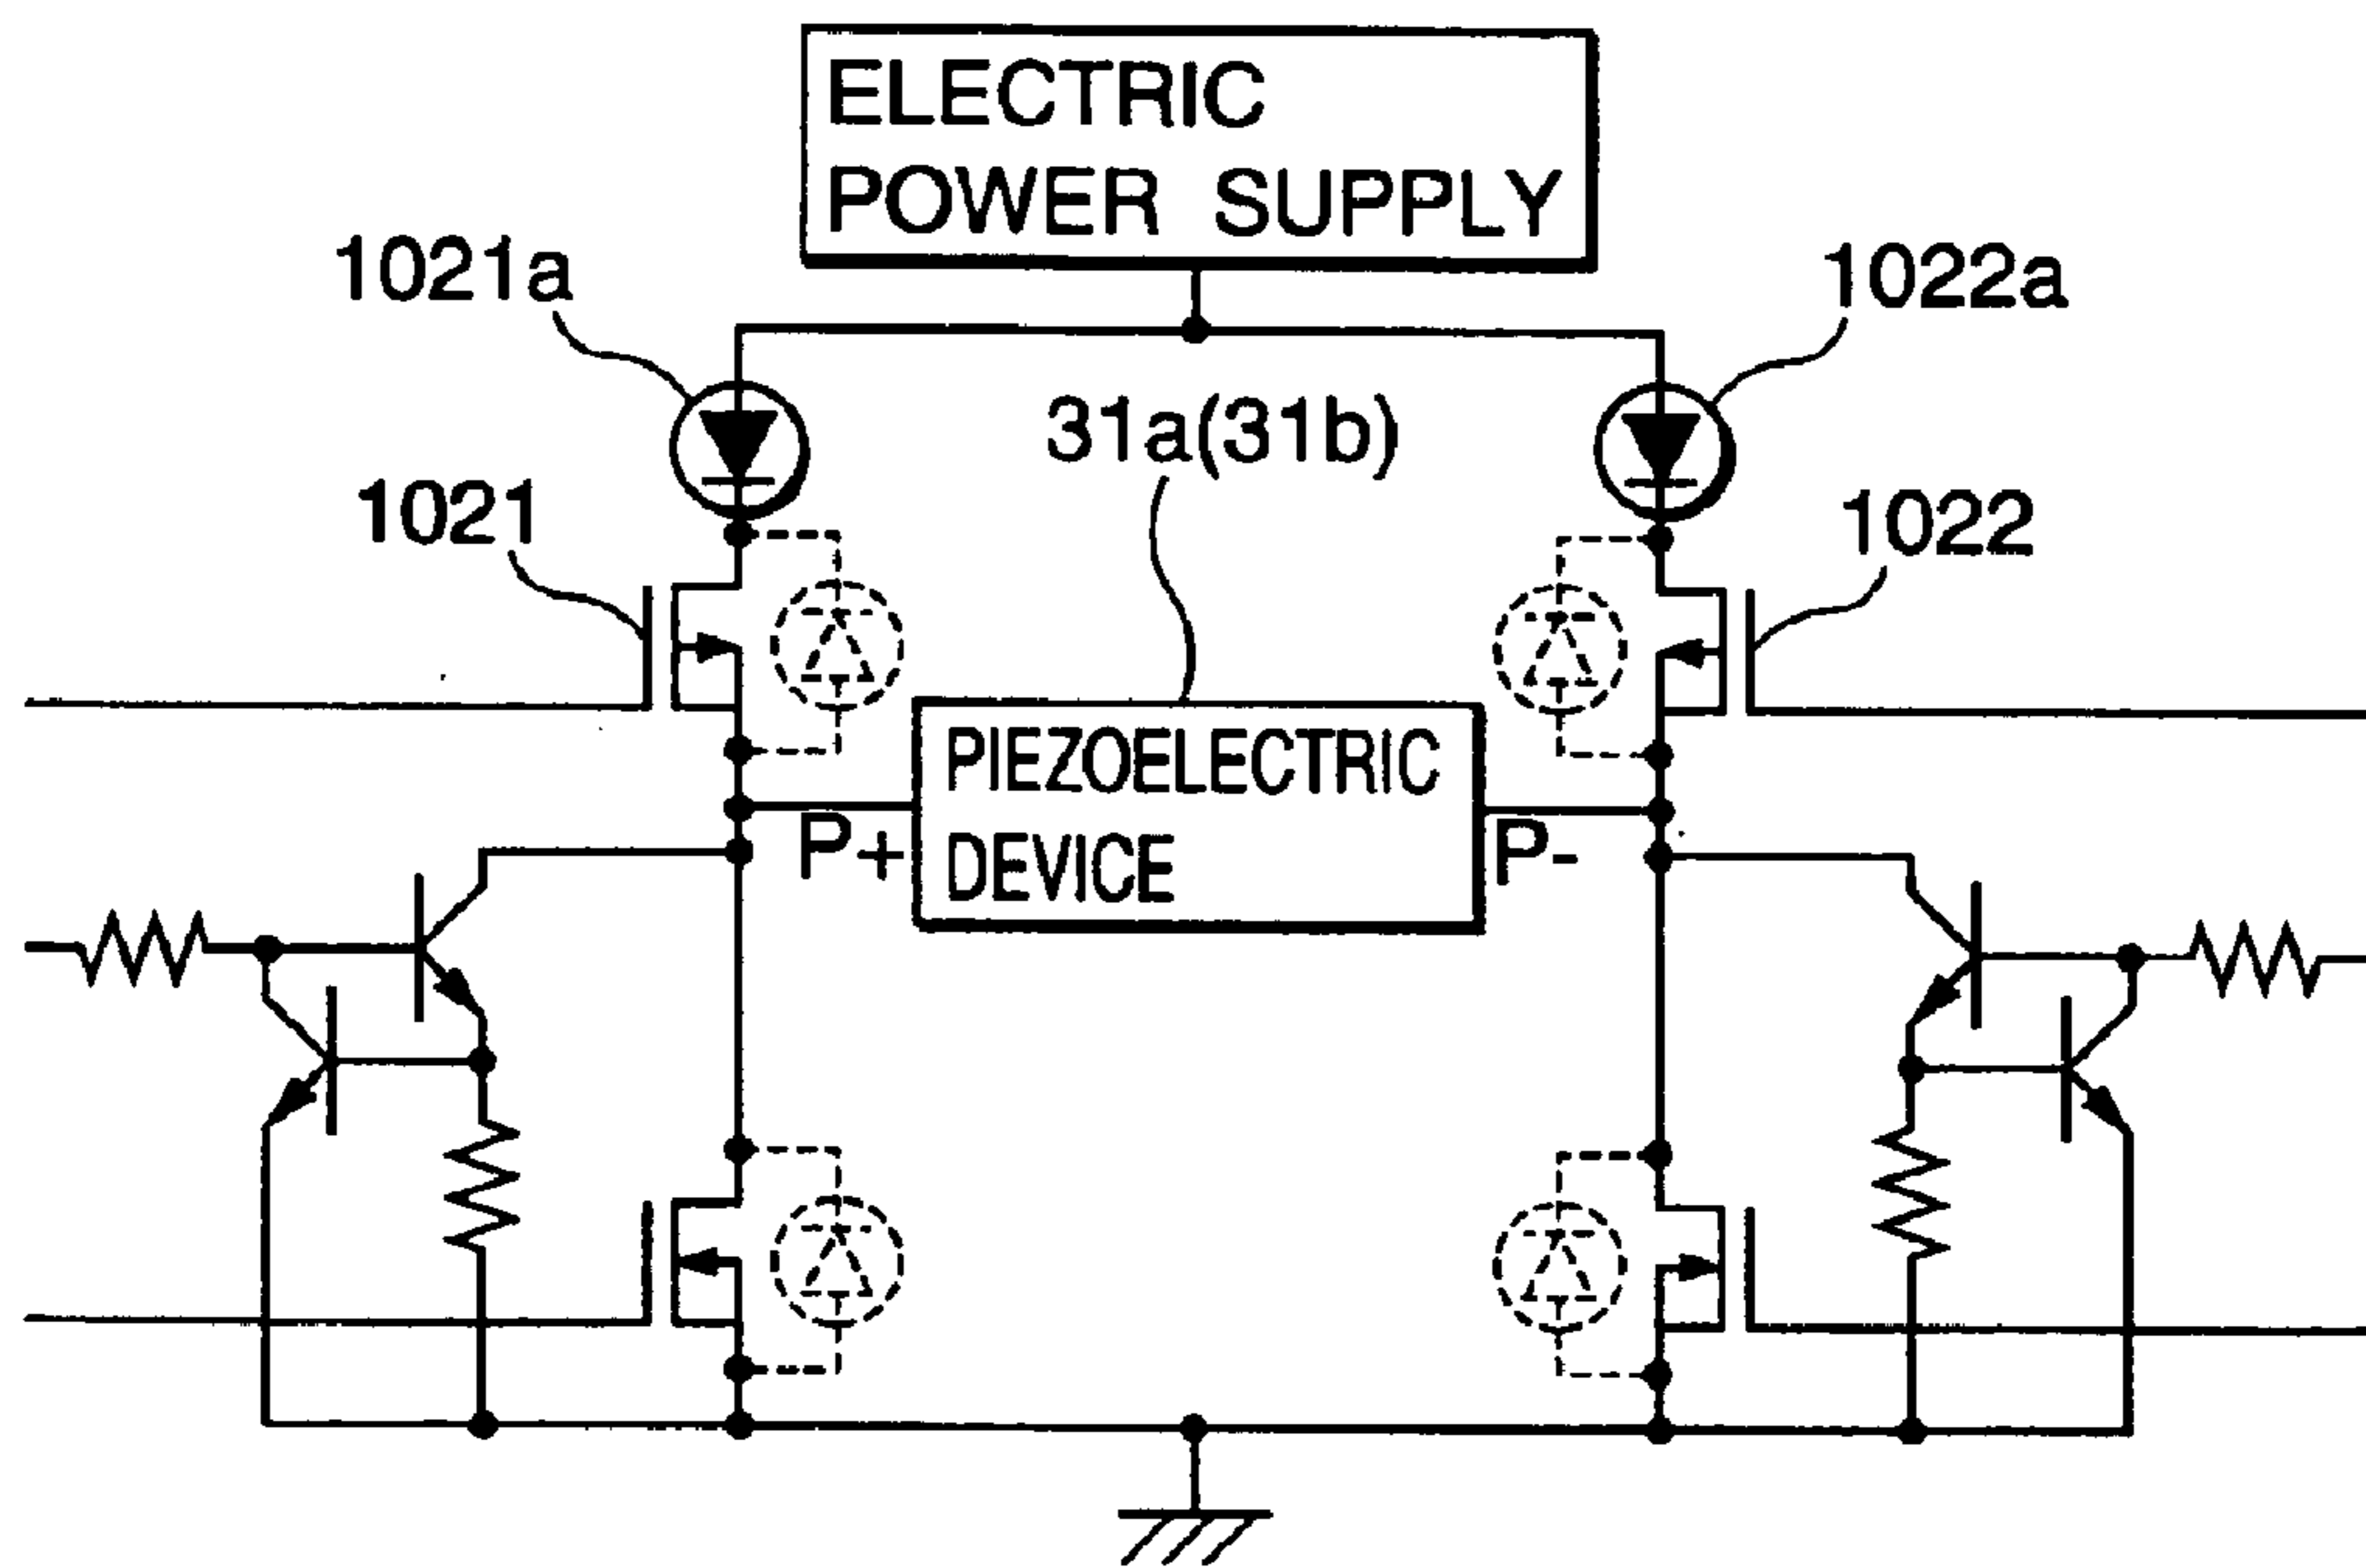 ELECTRIC
POWER SUPPLY
1021a
1022a
31a(31b)
1021
1022
PIEZOELECTRIC
DEVICE
P+
P-